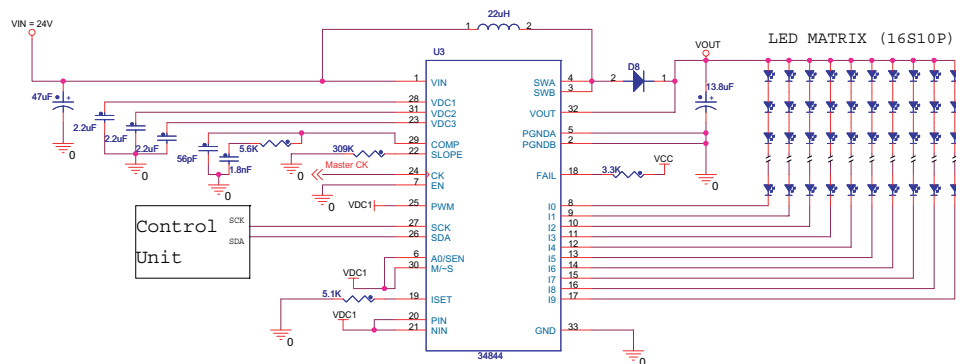 22uH
1
2
VIN = 24V
VOUT
LED MATRIX (16S10P)
U3
47uF
1
VIN
SWA
4
SWB
3
2
D8
1
13.8uF
2.2uF
2.2uF
2.2uF
28
VDC1
31
VDC2
23
VDC3
VOUT
32
56pF
1.8nF
5.6K
309K
29
COMP
22
SLOPE
PGNDA
5
PGNDB
2
0
0
0
0
0
Master CK
24
CK
7
EN
0
FAIL
18
3.3K
VCC
VDC1
25
PWM
Control
Unit
SCK
SDA
27
SCK
26
SDA
I0
8
I1
9
I2
10
I3
11
I4
12
I5
13
I6
14
I7
15
I8
16
I9
17
VDC1
6
A0/SEN
30
M/~S
5.1K
19
ISET
0
VDC1
20
PIN
21
NIN
GND
33
0
34844